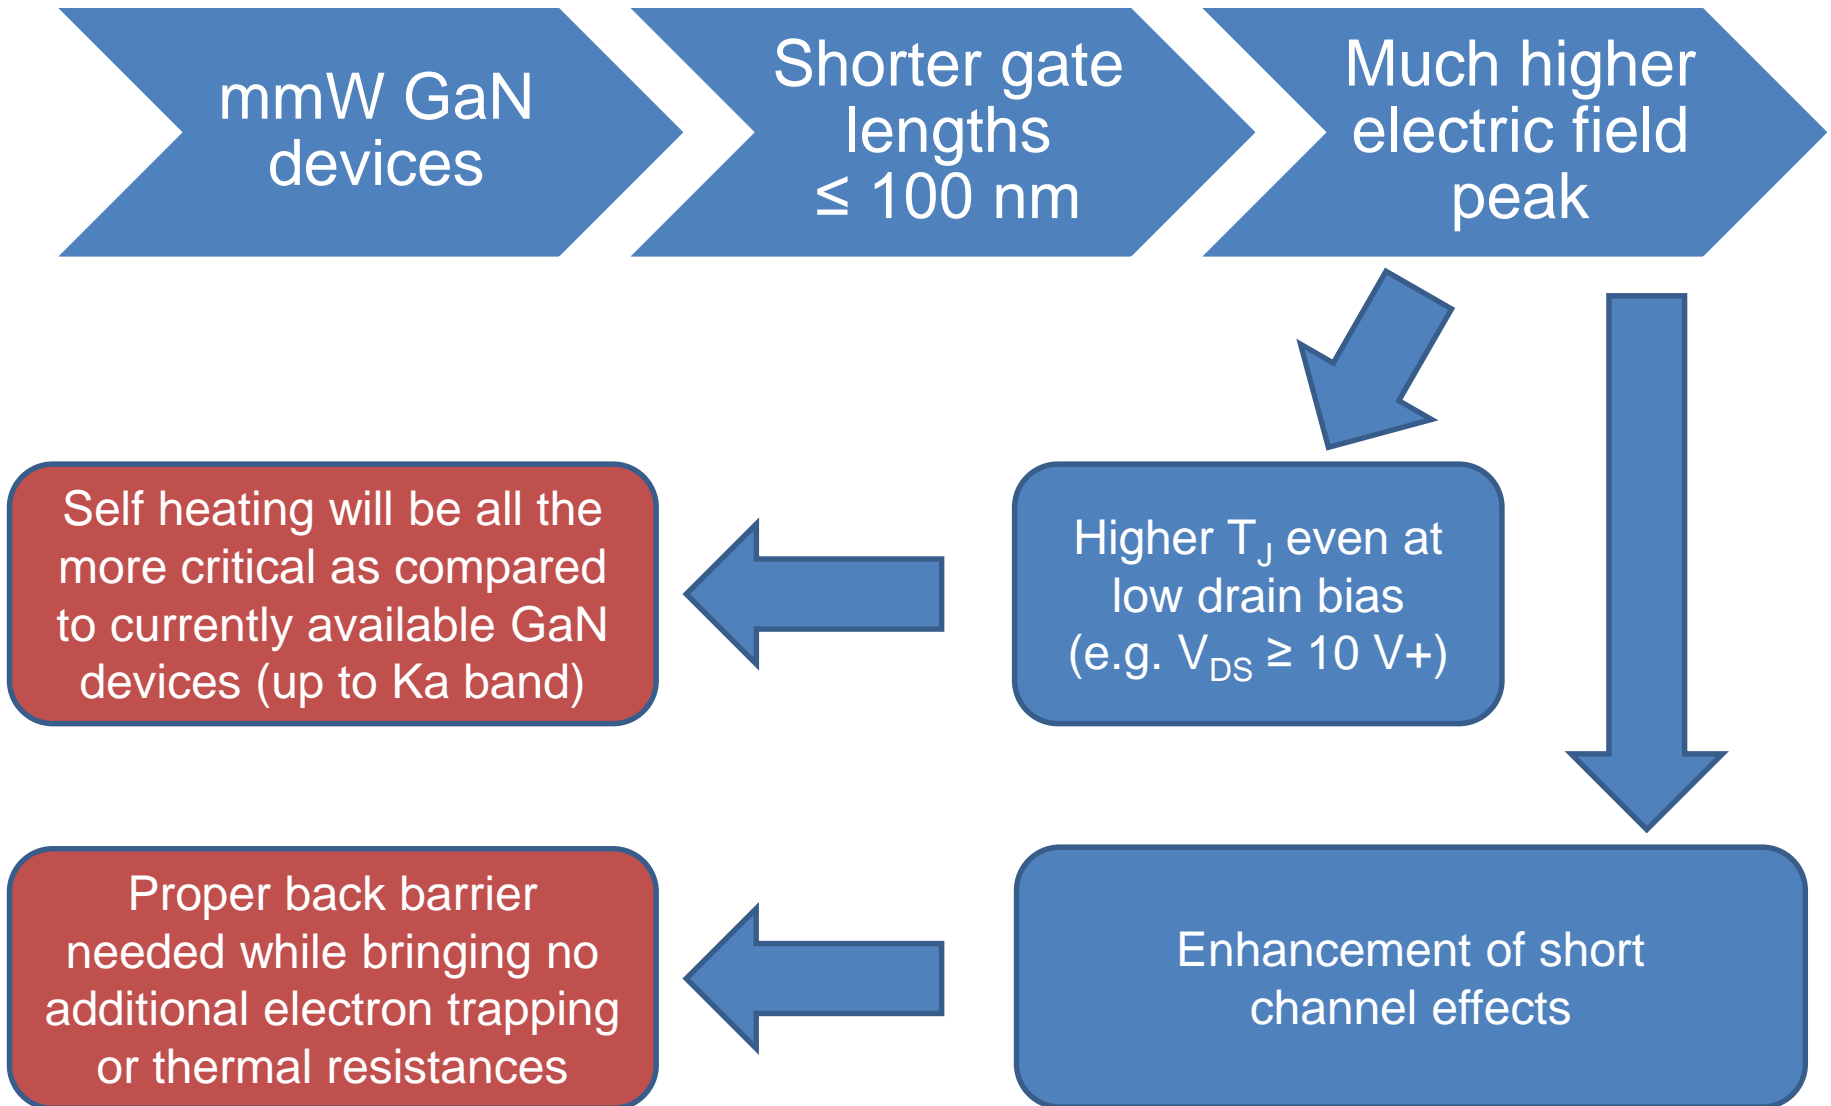 mmW GaN
devices
Shorter gate
lengths
≤ 100 nm
Much higher
electric field
peak
Self heating will be all the
more critical as compared
to currently available GaN
devices (up to Ka band)
Higher TJ even at
low drain bias
(e.g. VDS ≥ 10 V+)
Proper back barrier
needed while bringing no
additional electron trapping
or thermal resistances
Enhancement of short
channel effects